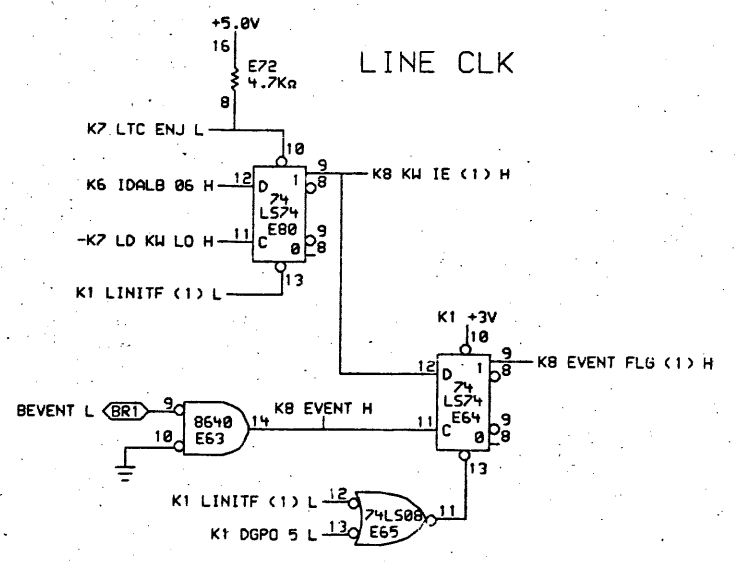 +5.0V
16
E72
4.7KΩ
LINE CLK
8
K7 LTC ENJ L
10
K6 IDALB 06 H
12
D
1
9
8
K8 KW IE (1) H
74
LS74
E80
-K7 LD KW LO H
11
C
0
9
8
13
K1 LINITF (1) L
K1 +3V
10
12
D
1
9
8
K8 EVENT FLG (1) H
74
LS74
E64
BEVENT L
BR1
9
10
8640
E63
14
K8 EVENT H
11
C
0
9
8
13
K1 LINITF (1) L
12
K1 DGPO 5 L
13
74LS08
E65
11